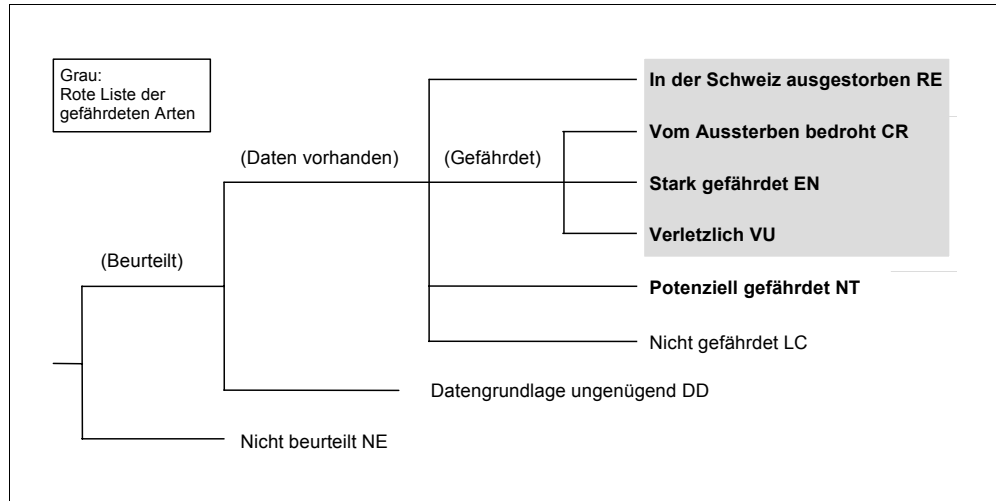 Grau:
Rote Liste der
gefährdeten Arten
In der Schweiz ausgestorben RE
Vom Aussterben bedroht CR
(Daten vorhanden)
(Gefährdet)
Stark gefährdet EN
Verletzlich VU
(Beurteilt)
Potenziell gefährdet NT
Nicht gefährdet LC
Datengrundlage ungenügend DD
Nicht beurteilt NE